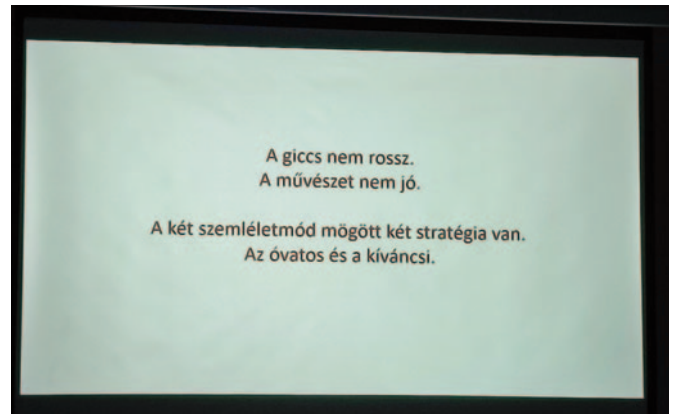 A giccs nem rossz.
A művészet nem jó.
A két szemléletmód mögött két stratégia van.
Az óvatos és a kíváncsi.